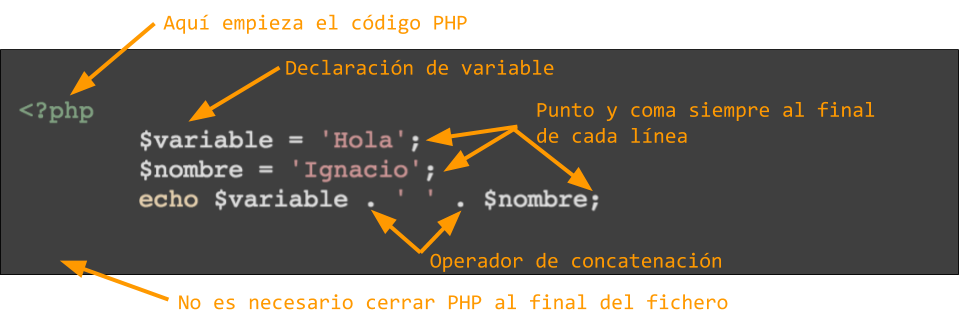 Aquí empieza el código PHP
Declaración de variable
<?php
Punto y coma siempre al final
de cada línea
$variable = 'Hola';
$nombre = 'Ignacio';
echo $variable . ' ' . $nombre;
Operador de concatenación
No es necesario cerrar PHP al final del fichero